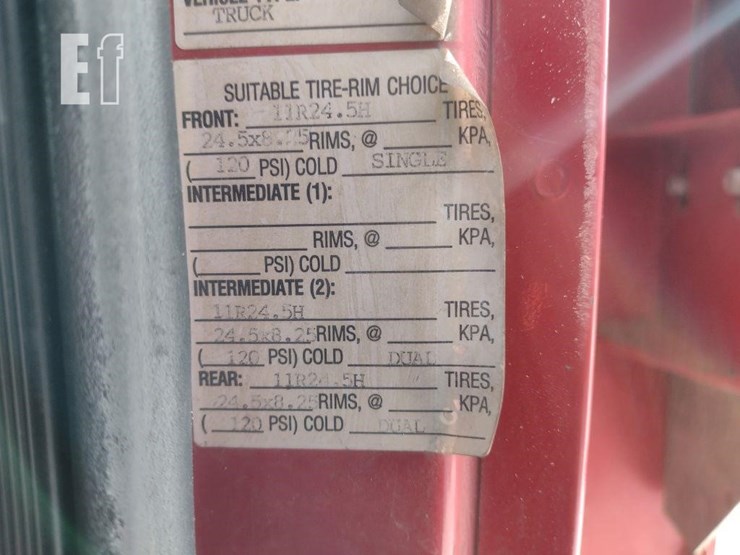 Ef
TRUCK
SUITABLE TIRE-RIM CHOICE
FRONT: 11R24.5H TIRES,
24.5x8.25 RIMS, @ KPA,
( 120 PSI) COLD SINGLE
INTERMEDIATE (1):
TIRES,
RIMS, @ KPA,
( PSI) COLD
INTERMEDIATE (2):
11R24.5H TIRES,
24.5x8.25 RIMS, @ KPA,
( 120 PSI) COLD DUAL
REAR: 11R24.5H TIRES,
24.5x8.25 RIMS, @ KPA,
( 120 PSI) COLD DUAL